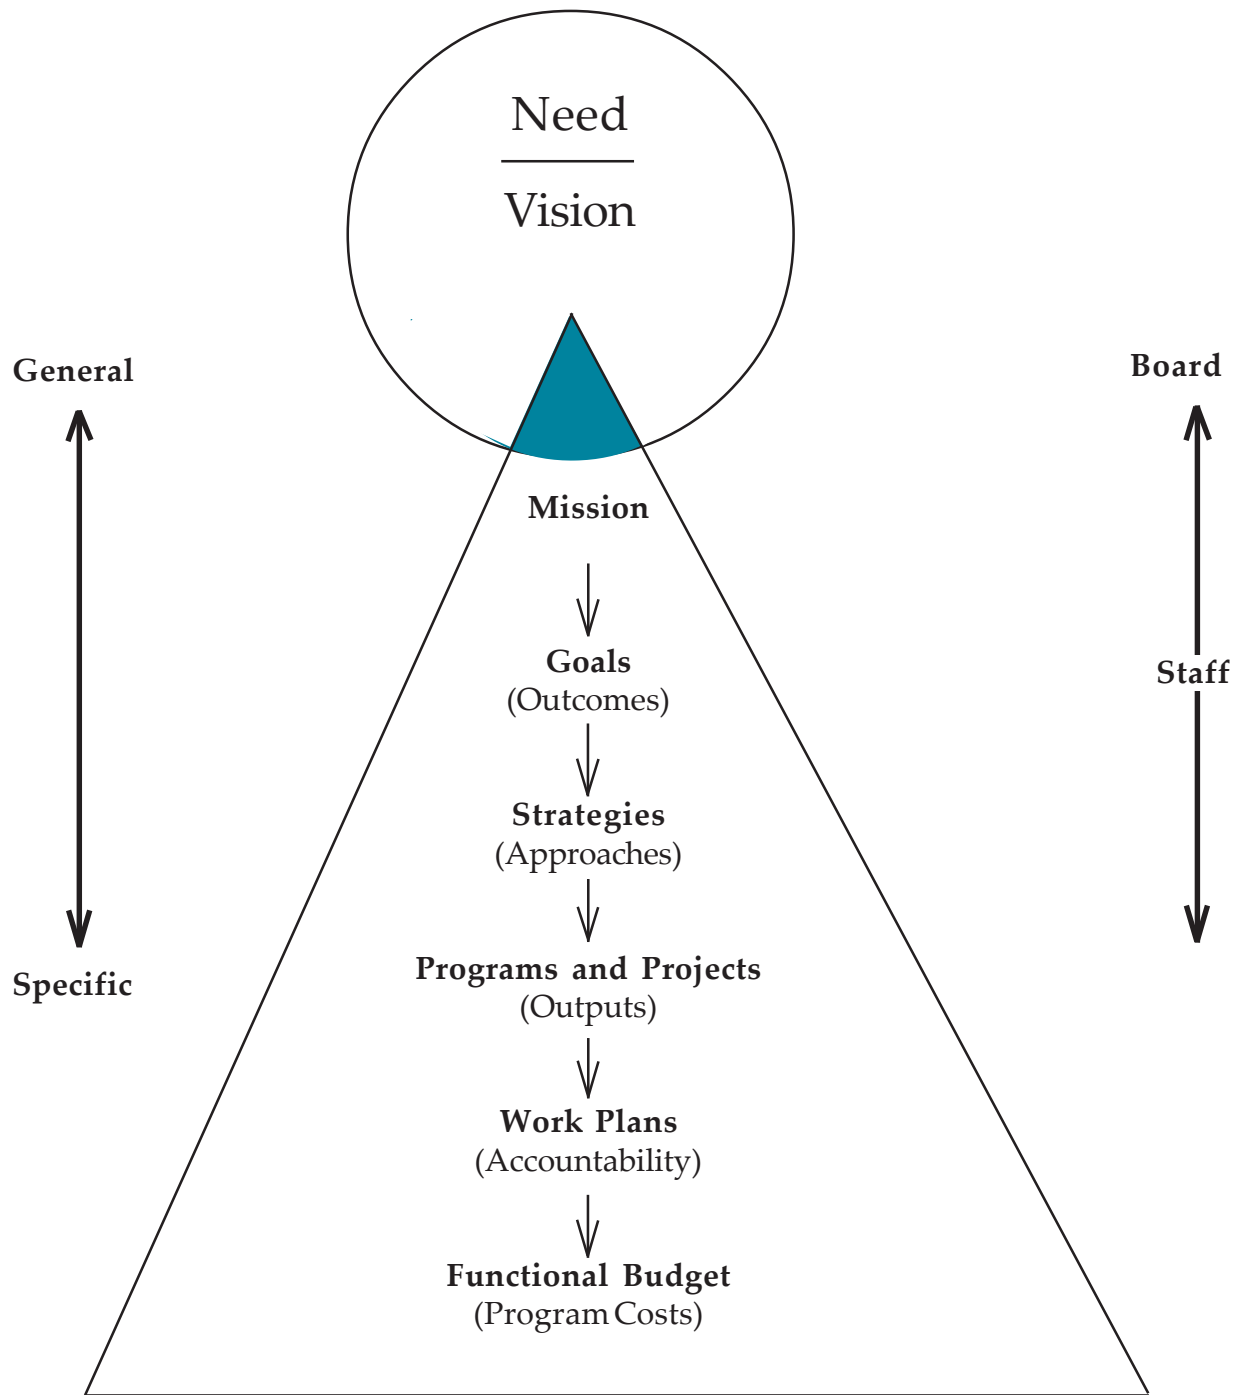 Need
Vision
General
Board
Mission
Goals
(Outcomes)
Staff
Strategies
(Approaches)
Programs and Projects
(Outputs)
Specific
Work Plans
(Accountability)
Functional Budget
(Program Costs)